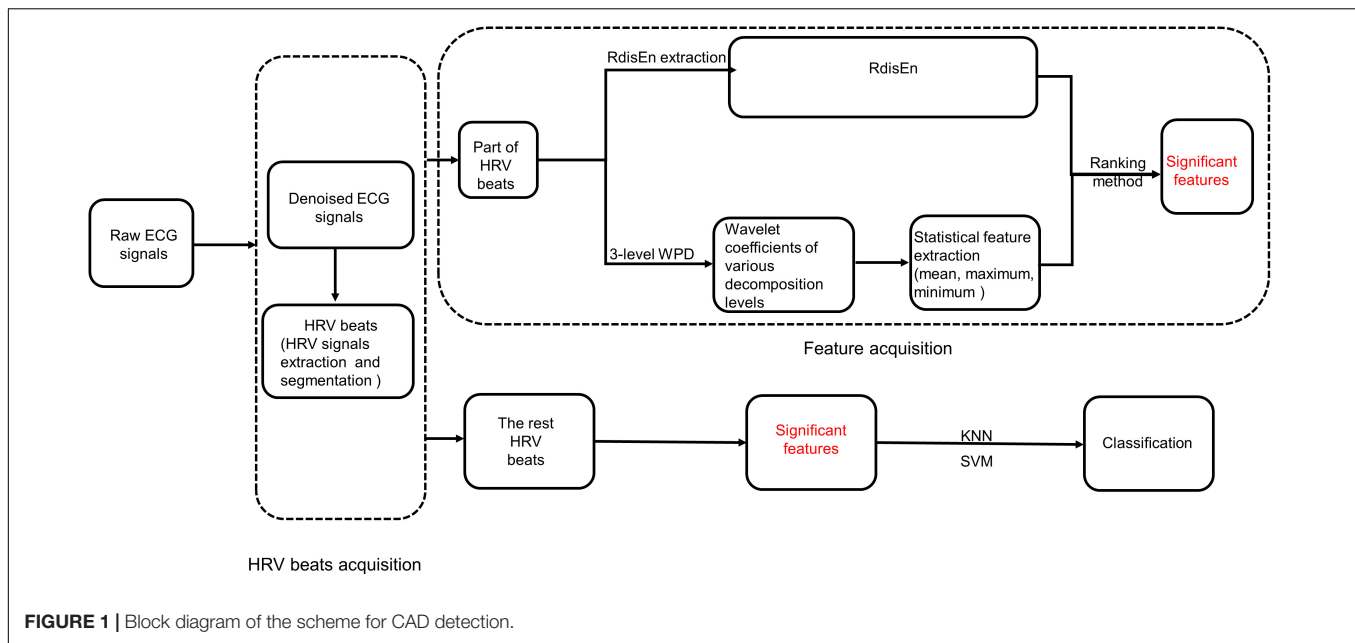 Raw ECG
signals
Denoised ECG
signals
HRV beats
(HRV signals
extraction and
segmentation )
HRV beats acquisition
Part of
HRV
beats
RdisEn extraction
RdisEn
3-level WPD
Wavelet
coefficients of
various
decomposition
levels
Statistical feature
extraction
(mean, maximum,
minimum )
Ranking
method
Significant
features
Feature acquisition
The rest
HRV
beats
Significant
features
KNN
SVM
Classification
FIGURE 1 | Block diagram of the scheme for CAD detection.